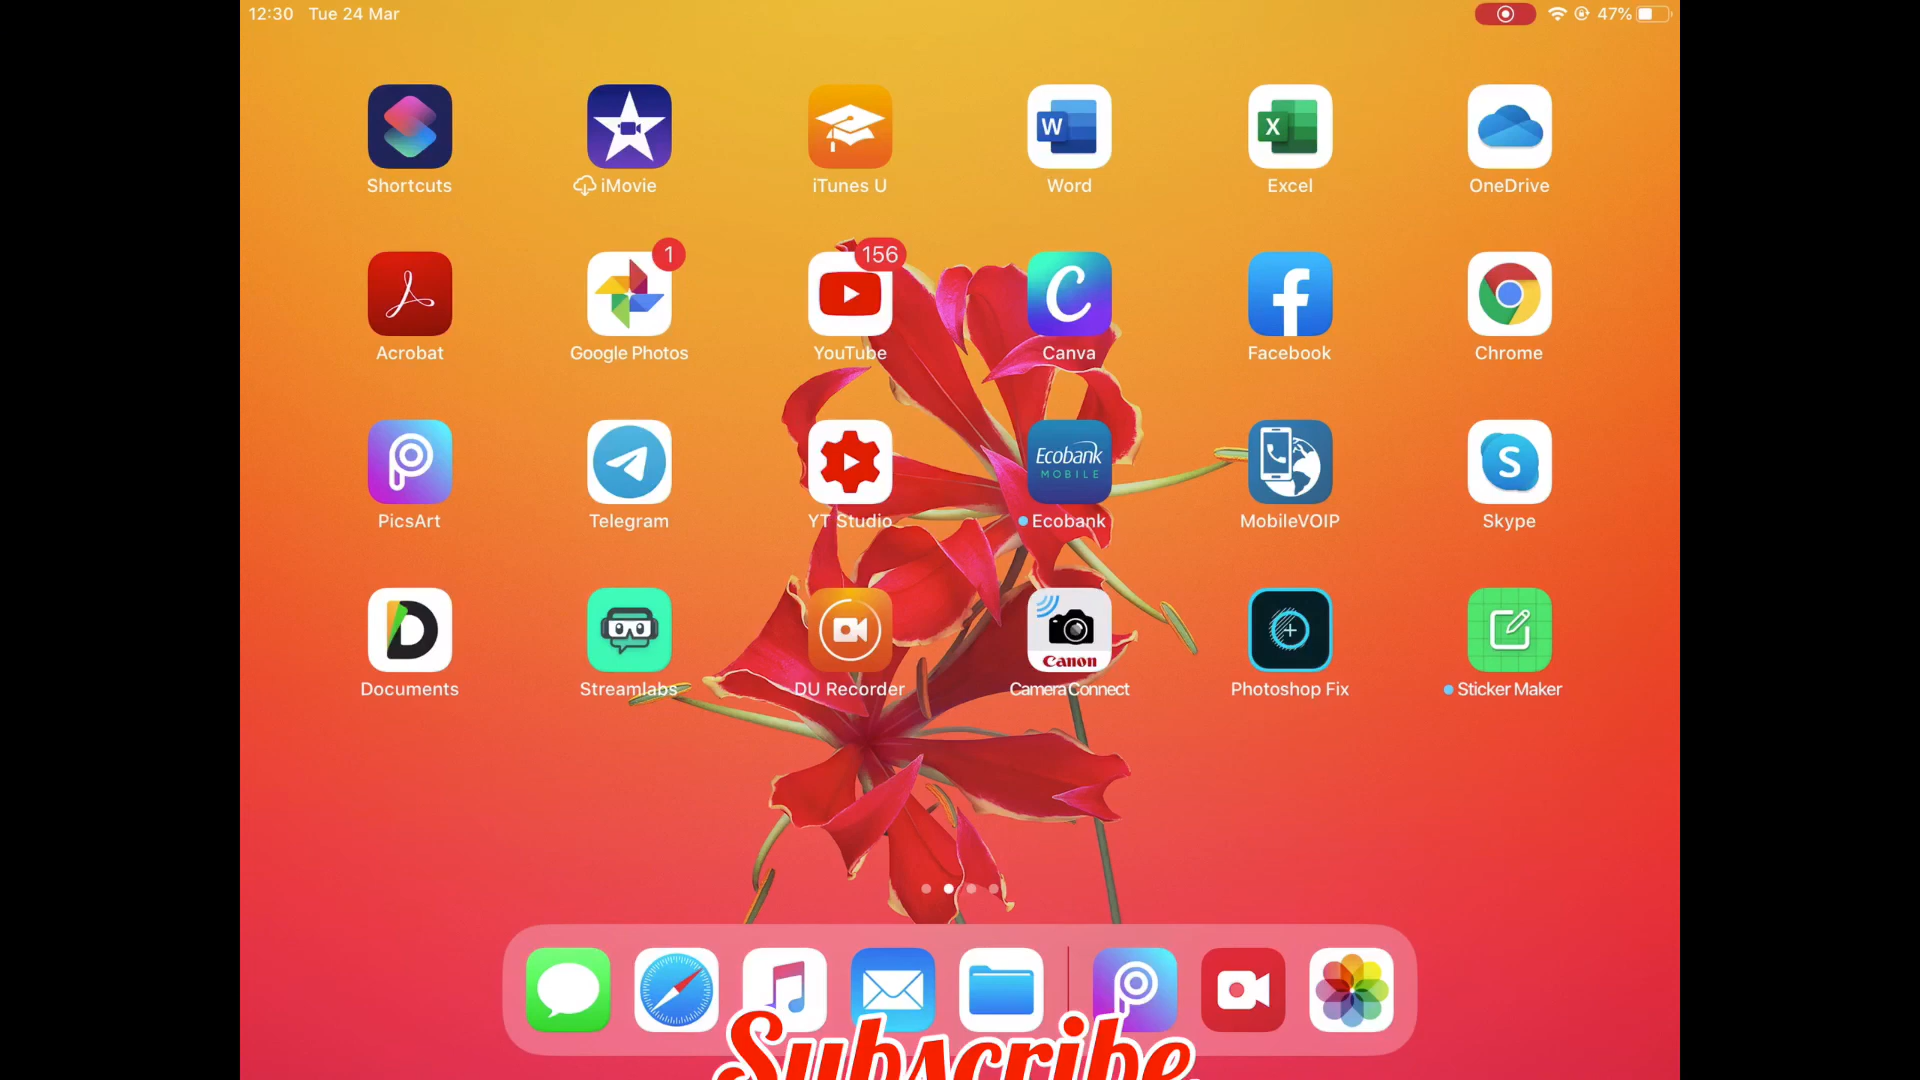 12:30 Tue 24 Mar
47%
Shortcuts
iMovie
iTunes U
W
Word
X
Excel
OneDrive
1
156
Acrobat
Google Photos
YouTube
C
Canva
f
Facebook
Chrome
Ecobank
MOBILE
S
PicsArt
Telegram
YT Studio
Ecobank
MobileVOIP
Skype
D
Canon
Documents
Streamlabs
DU Recorder
Camera Connect
Photoshop Fix
Sticker Maker
Subscribe